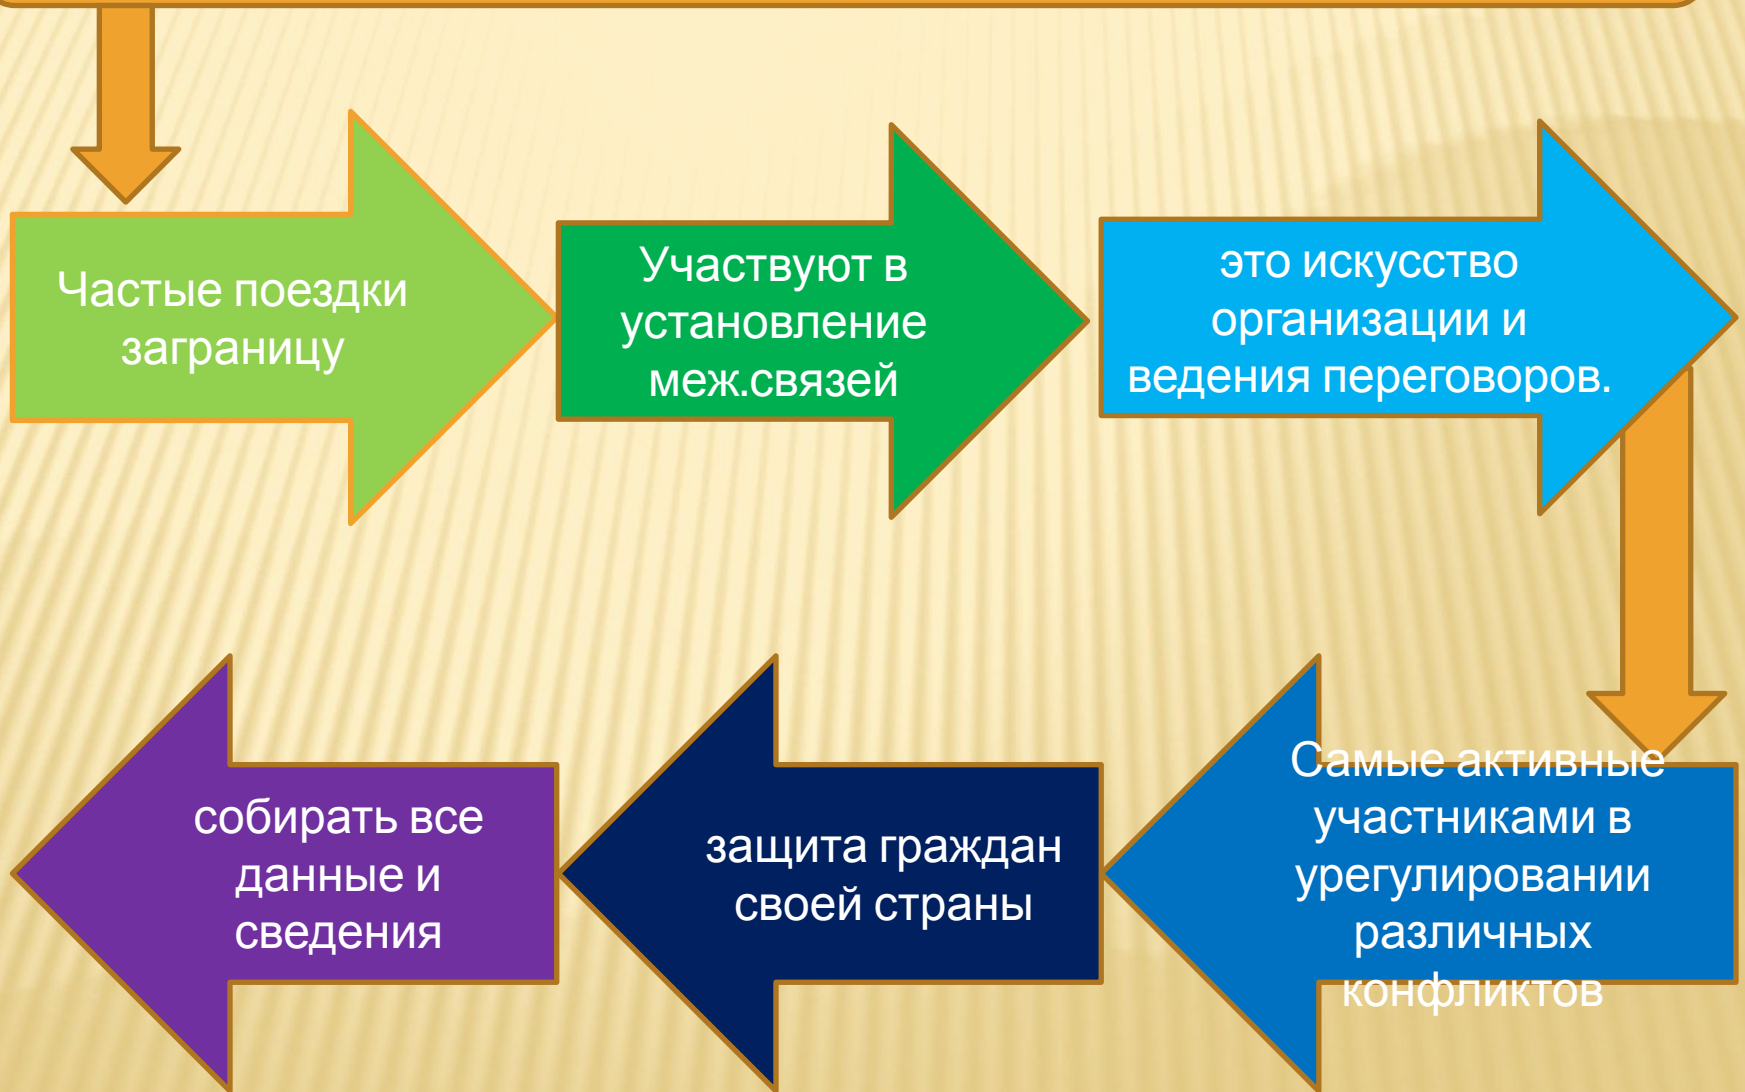 Частые поездки
заграницу
Участвуют в
установление
меж.связей
это искусство
организации и
ведения переговоров.
Самые активные
участниками в
урегулировании
различных
конфликтов
защита граждан
своей страны
собирать все
данные и
сведения